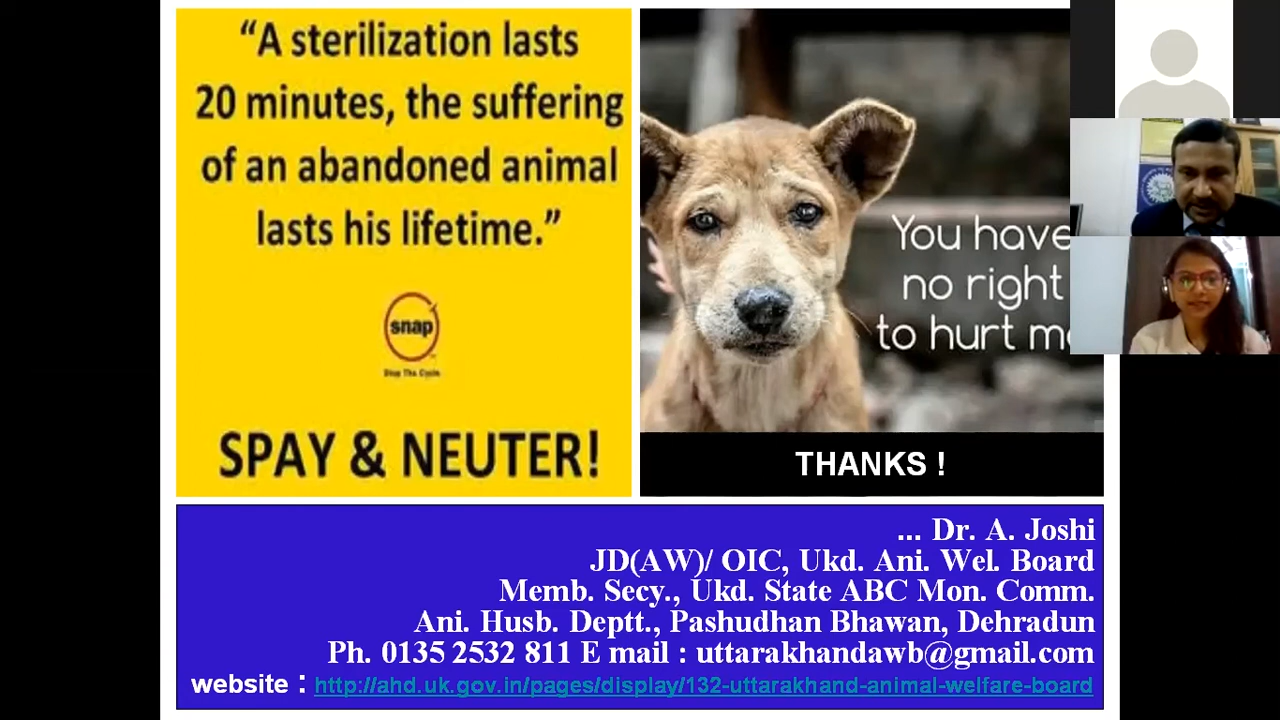 “A sterilization lasts
20 minutes, the suffering
of an abandoned animal
lasts his lifetime.”
snap
Stop The Cycle
SPAY & NEUTER!
You have
no right
to hurt m
THANKS !
... Dr. A. Joshi
JD(AW)/ OIC, Ukd. Ani. Wel. Board
Memb. Secy., Ukd. State ABC Mon. Comm.
Ani. Husb. Deptt., Pashudhan Bhawan, Dehradun
Ph. 0135 2532 811 E mail : uttarakhandawb@gmail.com
website : http://ahd.uk.gov.in/pages/display/132-uttarakhand-animal-welfare-board